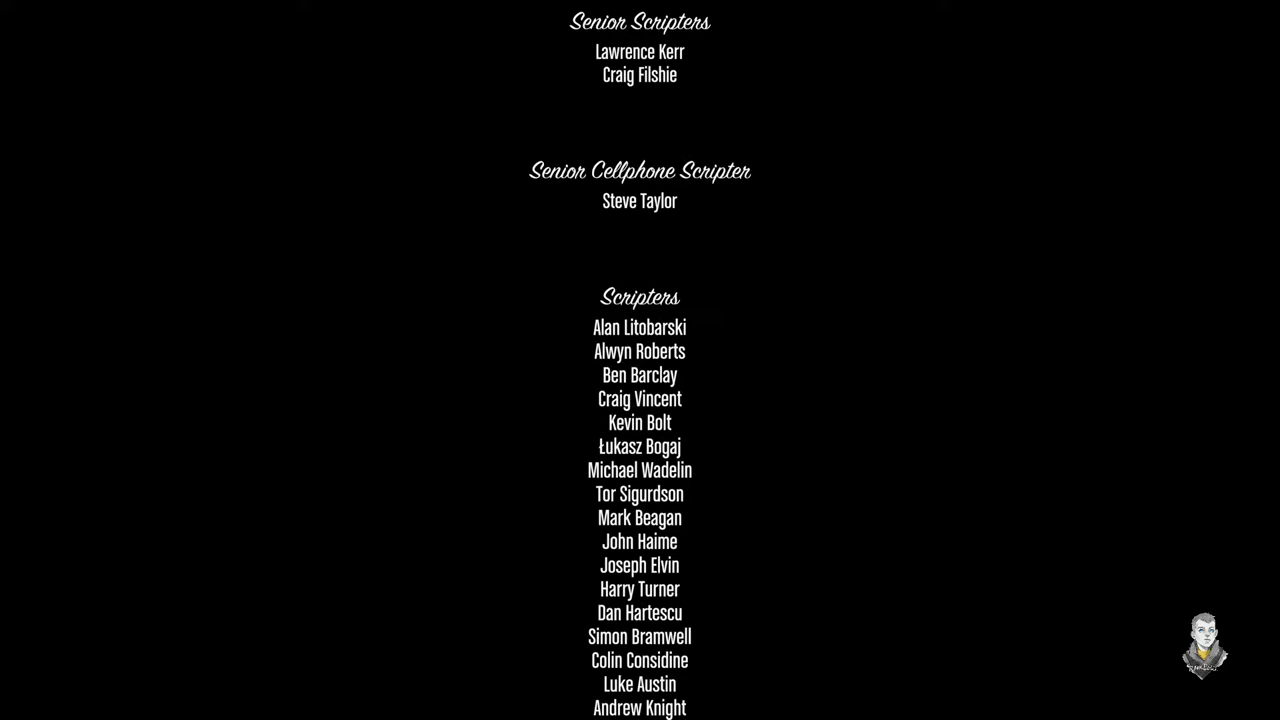 Senior Scripters
Lawrence Kerr
Craig Filshie
Senior Cellphone Scripter
Steve Taylor
Scripters
Alan Litobarski
Alwyn Roberts
Ben Barclay
Craig Vincent
Kevin Bolt
Łukasz Bogaj
Michael Wadelin
Tor Sigurdson
Mark Beagan
John Haime
Joseph Elvin
Harry Turner
Dan Hartescu
Simon Bramwell
Colin Considine
Luke Austin
Andrew Knight